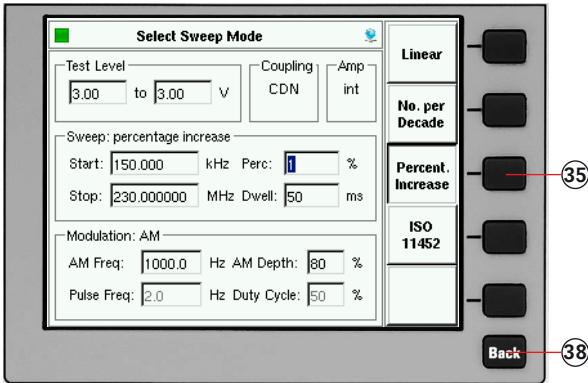 Select Sweep Mode
Test Level
3.00 to 3.00 V
Coupling
CDN
Amp
int
Sweep: percentage increase
Start: 150.000 kHz Perc: 1 %
Stop: 230.000000 MHz Dwell: 50 ms
Modulation: AM
AM Freq: 1000.0 Hz AM Depth: 80 %
Pulse Freq: 2.0 Hz Duty Cycle: 50 %
Linear
No. per
Decade
Percent.
Increase
ISO
11452
Back
35
38